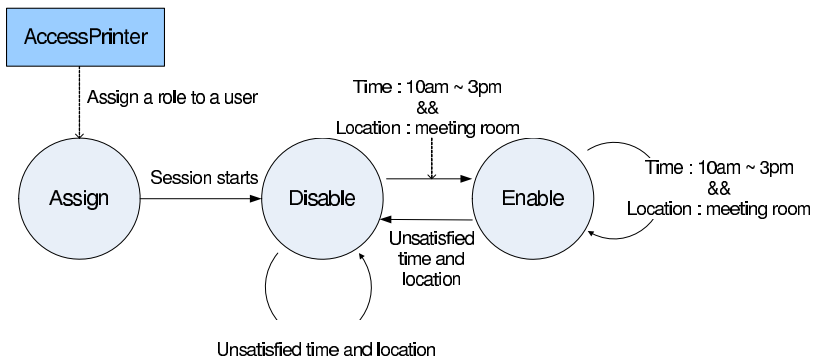 AccessPrinter
Assign a role to a user
Time : 10am ~ 3pm
&&
Location : meeting room
Assign
Session starts
Disable
Enable
Time : 10am ~ 3pm
&&
Location : meeting room
Unsatisfied
time and
location
Unsatisfied time and location